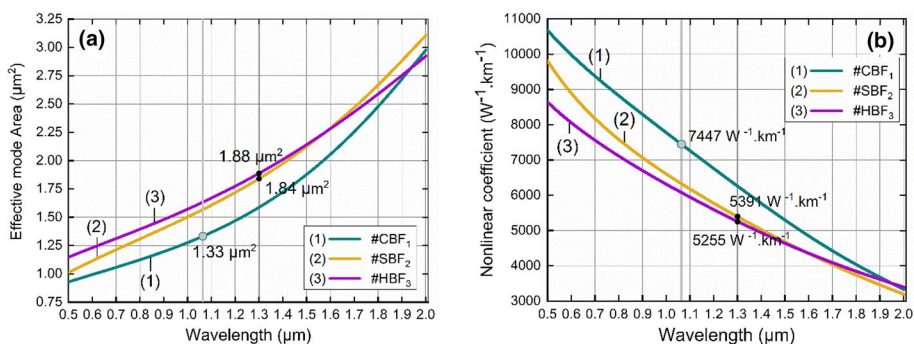 (a)
Effective mode Area (μm²)
3.25
3.00
2.75
2.50
2.25
2.00
1.75
1.50
1.25
1.00
0.75
1.88 μm²
1.84 μm²
1.33 μm²
(3)
(2)
(1)
(1) #CBF₁
(2) #SBF₂
(3) #HBF₃
0.5 0.6 0.7 0.8 0.9 1.0 1.1 1.2 1.3 1.4 1.5 1.6 1.7 1.8 1.9 2.0
Wavelength (μm)
(b)
Nonlinear coefficient (W⁻¹.km⁻¹)
11000
10000
9000
8000
7000
6000
5000
4000
3000
(1)
(2)
(3)
(1) #CBF₁
(2) #SBF₂
(3) #HBF₃
7447 W⁻¹.km⁻¹
5391 W⁻¹.km⁻¹
5255 W⁻¹.km⁻¹
0.5 0.6 0.7 0.8 0.9 1.0 1.1 1.2 1.3 1.4 1.5 1.6 1.7 1.8 1.9 2.0
Wavelength (μm)